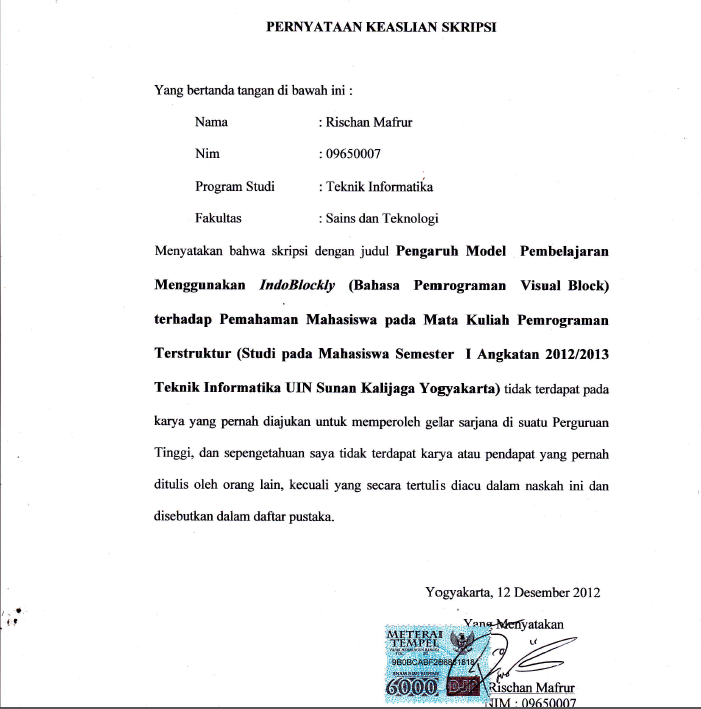 PERNYATAAN KEASLIAN SKRIPSI
Yang bertanda tangan di bawah ini :
Nama : Rischan Mafrur
Nim : 09650007
Program Studi : Teknik Informatika
Fakultas : Sains dan Teknologi
Menyatakan bahwa skripsi dengan judul Pengaruh Model Pembelajaran
Menggunakan IndoBlockly (Bahasa Pemrograman Visual Block)
terhadap Pemahaman Mahasiswa pada Mata Kuliah Pemrograman
Terstruktur (Studi pada Mahasiswa Semester I Angkatan 2012/2013
Teknik Informatika UIN Sunan Kalijaga Yogyakarta) tidak terdapat pada
karya yang pernah diajukan untuk memperoleh gelar sarjana di suatu Perguruan
Tinggi, dan sepengetahuan saya tidak terdapat karya atau pendapat yang pernah
ditulis oleh orang lain, kecuali yang secara tertulis diacu dalam naskah ini dan
disebutkan dalam daftar pustaka.
Yogyakarta, 12 Desember 2012
Yang Menyatakan
METERAI
TEMPEL
6000 DJP
Rischan Mafrur
NIM : 09650007